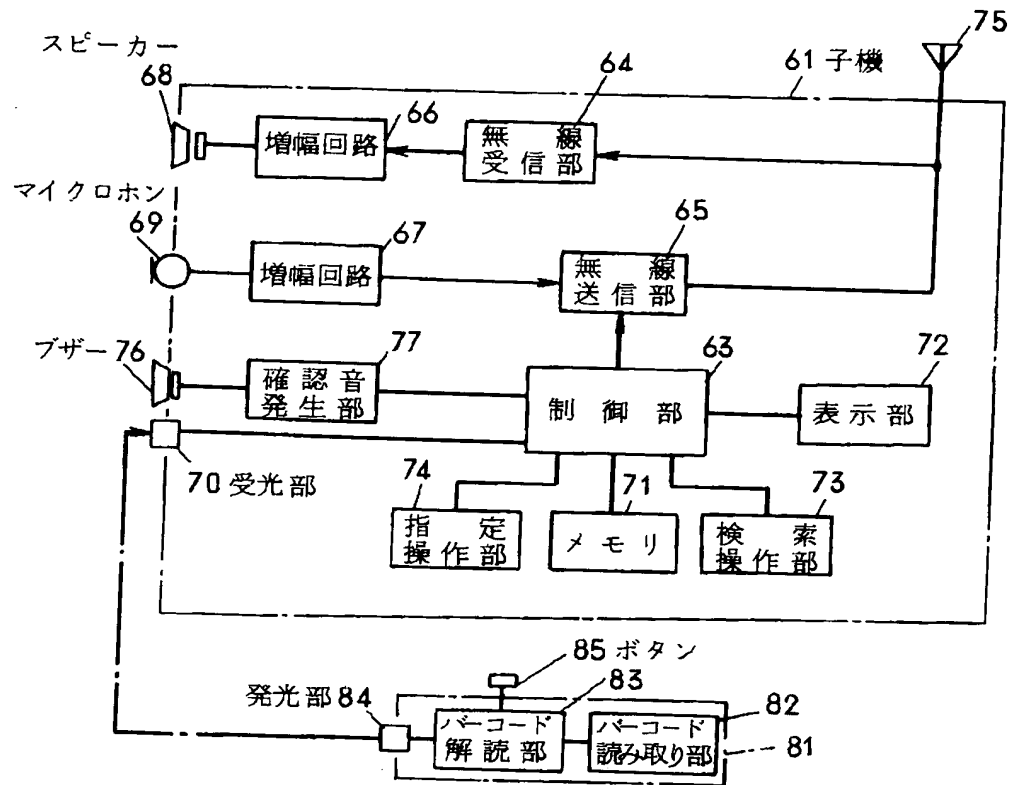 スピーカー
68
増幅回路
66
無線
受信部
64
61 子機
75
マイクロホン
69
増幅回路
67
無線
送信部
65
ブザー 76
確認音
発生部
77
制御部
63
表示部
72
70 受光部
74
指定
操作部
71
メモリ
73
検索
操作部
85 ボタン
発光部 84
83
バーコード
解読部
82
バーコード
読み取り部
81